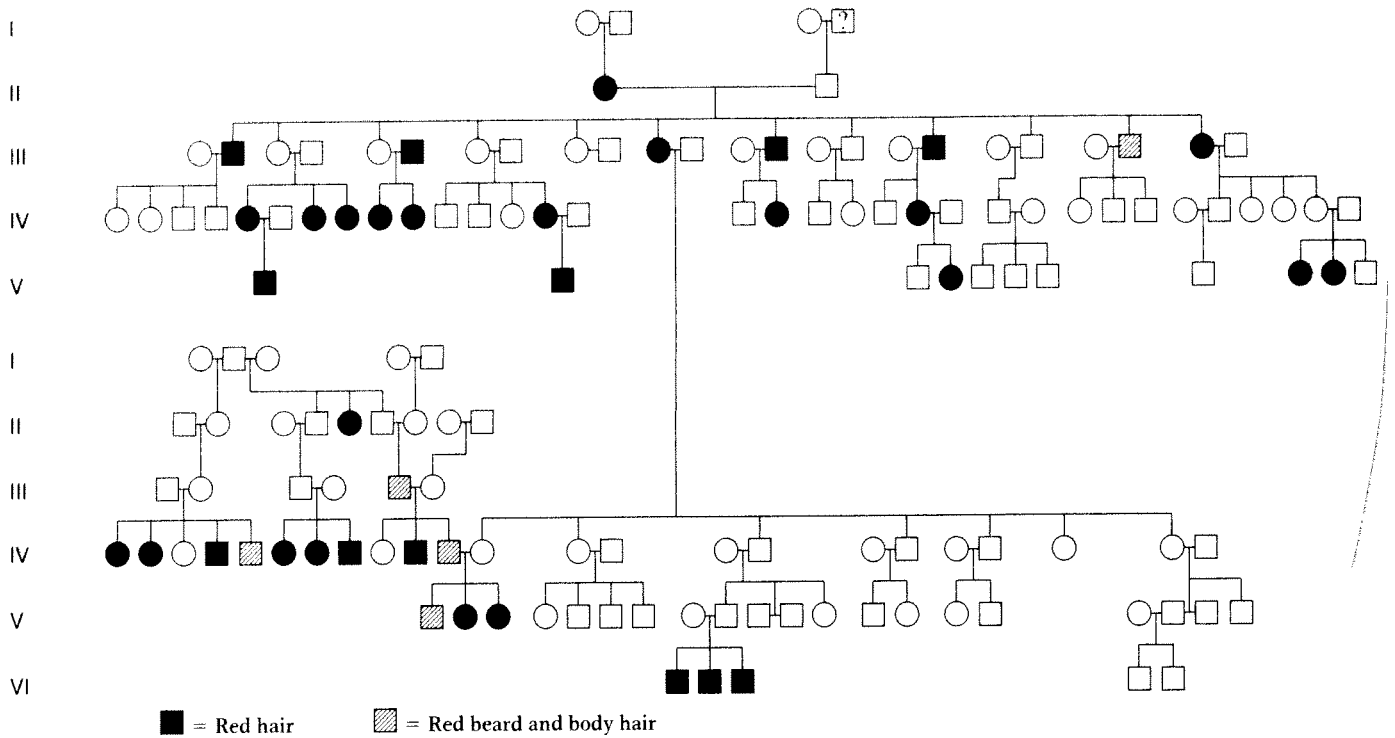 I
?
II
III
IV
V
I
II
III
IV
V
VI
= Red hair
= Red beard and body hair